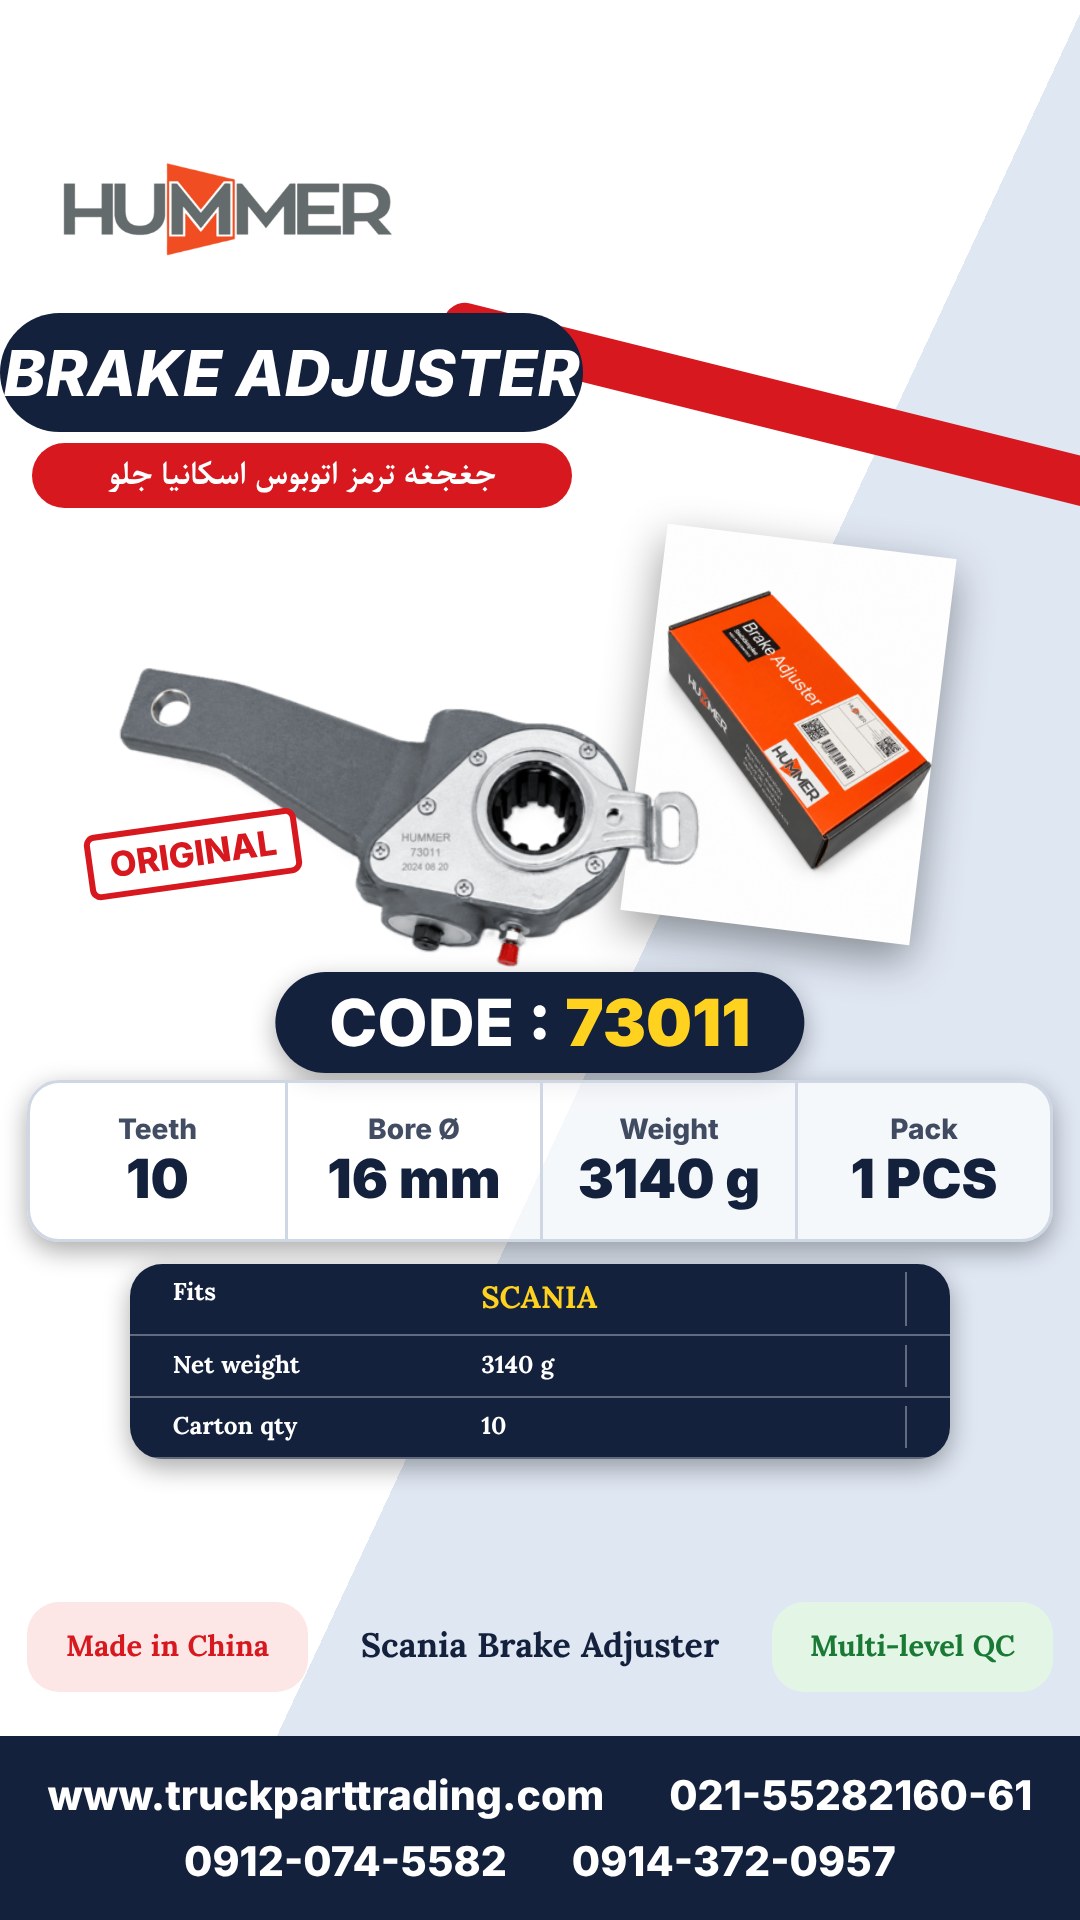 HUMMER
BRAKE ADJUSTER
جغجغه ترمز اتوبوس اسکانیا جلو
Brake Adjuster
HUMMER
HUMMER
HUMMER
73011
2024 08 20
ORIGINAL
CODE : 73011
Teeth
10
Bore Ø
16 mm
Weight
3140 g
Pack
1 PCS
Fits SCANIA
Net weight 3140 g
Carton qty 10
Made in China
Scania Brake Adjuster
Multi-level QC
www.truckparttrading.com 021-55282160-61
0912-074-5582 0914-372-0957